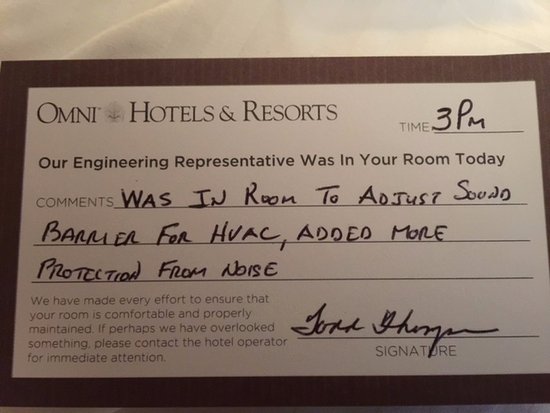 OMNI HOTELS & RESORTS
TIME 3PM
Our Engineering Representative Was In Your Room Today
COMMENTS WAS IN ROOM TO ADJUST SOUND
BARRIER FOR HVAC, ADDED MORE
PROTECTION FROM NOISE
We have made every effort to ensure that
your room is comfortable and properly
maintained. If perhaps we have overlooked
something, please contact the hotel operator
for immediate attention.
Todd
SIGNATURE